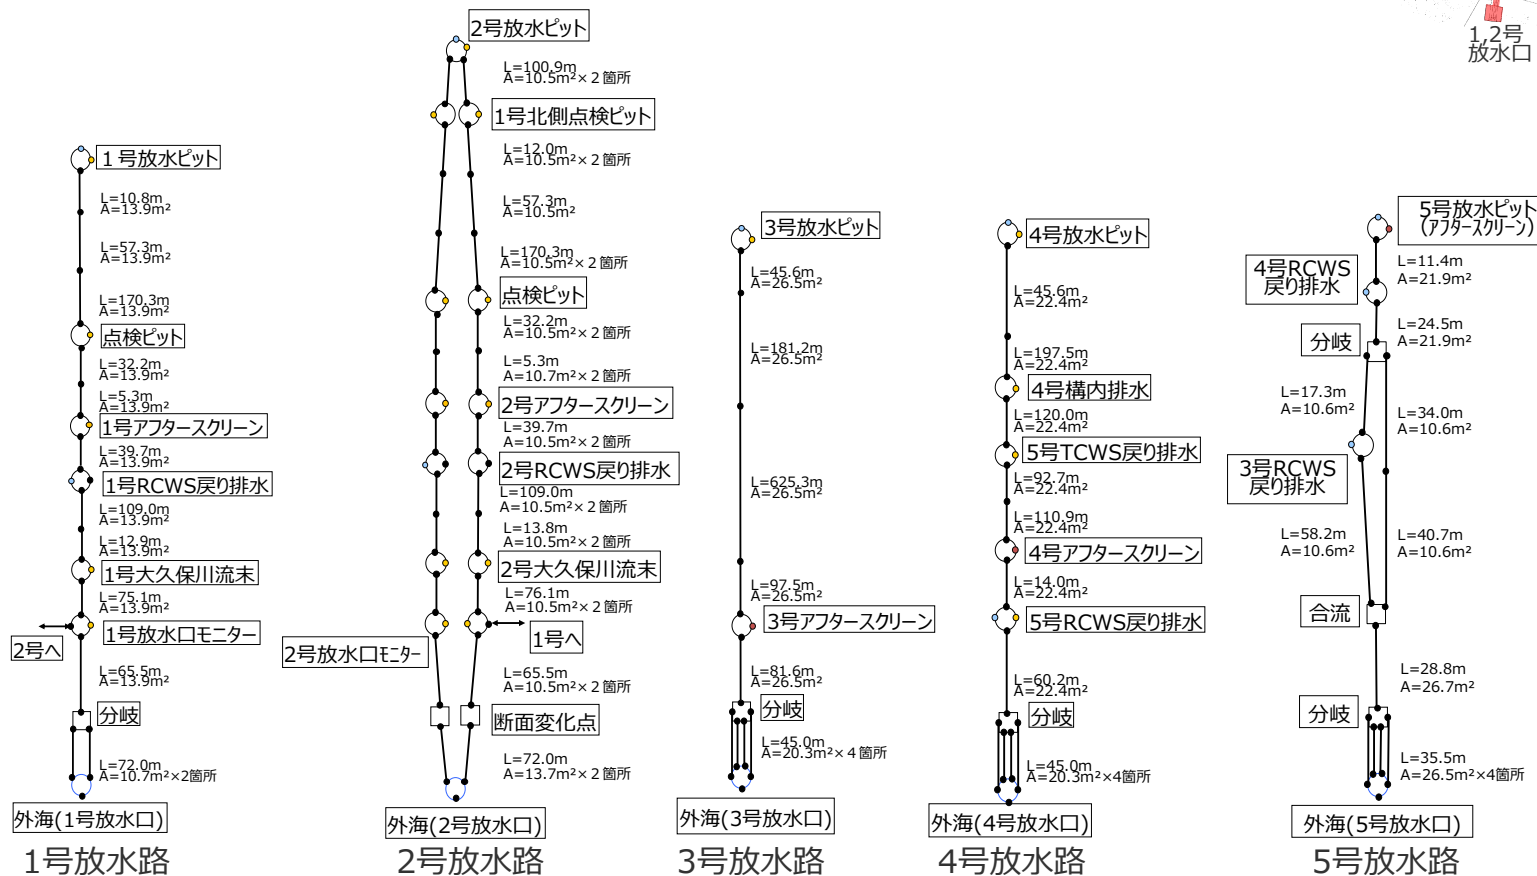 1,2号
放水口
1号放水ピット
L=10.8m
A=13.9m²
L=57.3m
A=13.9m²
L=170.3m
A=13.9m²
点検ピット
L=32.2m
A=13.9m²
L=5.3m
A=13.9m²
1号アフタースクリーン
L=39.7m
A=13.9m²
1号RCWS戻り排水
L=109.0m
A=13.9m²
L=12.9m
A=13.9m²
1号大久保川流末
L=75.1m
A=13.9m²
1号放水口モニター
2号へ
L=65.5m
A=13.9m²
分岐
L=72.0m
A=10.7m²×2箇所
外海(1号放水口)
1号放水路
2号放水ピット
L=100.9m
A=10.5m²×2箇所
1号北側点検ピット
L=12.0m
A=10.5m²×2箇所
L=57.3m
A=10.5m²
L=170.3m
A=10.5m²×2箇所
点検ピット
L=32.2m
A=10.5m²×2箇所
L=5.3m
A=10.7m²×2箇所
2号アフタースクリーン
L=39.7m
A=10.5m²×2箇所
2号RCWS戻り排水
L=109.0m
A=10.5m²×2箇所
L=13.8m
A=10.5m²×2箇所
2号大久保川流末
L=76.1m
A=10.5m²×2箇所
1号へ
2号放水口モニター
L=65.5m
A=10.5m²×2箇所
断面変化点
L=72.0m
A=13.7m²×2箇所
外海(2号放水口)
2号放水路
3号放水ピット
L=45.6m
A=26.5m²
L=181.2m
A=26.5m²
L=625.3m
A=26.5m²
L=97.5m
A=26.5m²
3号アフタースクリーン
L=81.6m
A=26.5m²
分岐
L=45.0m
A=20.3m²×4箇所
外海(3号放水口)
3号放水路
4号放水ピット
L=45.6m
A=22.4m²
L=197.5m
A=22.4m²
4号構内排水
L=120.0m
A=22.4m²
5号TCWS戻り排水
L=92.7m
A=22.4m²
L=110.9m
A=22.4m²
4号アフタースクリーン
L=14.0m
A=22.4m²
5号RCWS戻り排水
L=60.2m
A=22.4m²
分岐
L=45.0m
A=20.3m²×4箇所
外海(4号放水口)
4号放水路
5号放水ピット
(アフタースクリーン)
L=11.4m
A=21.9m²
4号RCWS
戻り排水
L=24.5m
A=21.9m²
分岐
L=17.3m
A=10.6m²
L=34.0m
A=10.6m²
3号RCWS
戻り排水
L=58.2m
A=10.6m²
L=40.7m
A=10.6m²
合流
L=28.8m
A=26.7m²
分岐
L=35.5m
A=26.5m²×4箇所
外海(5号放水口)
5号放水路